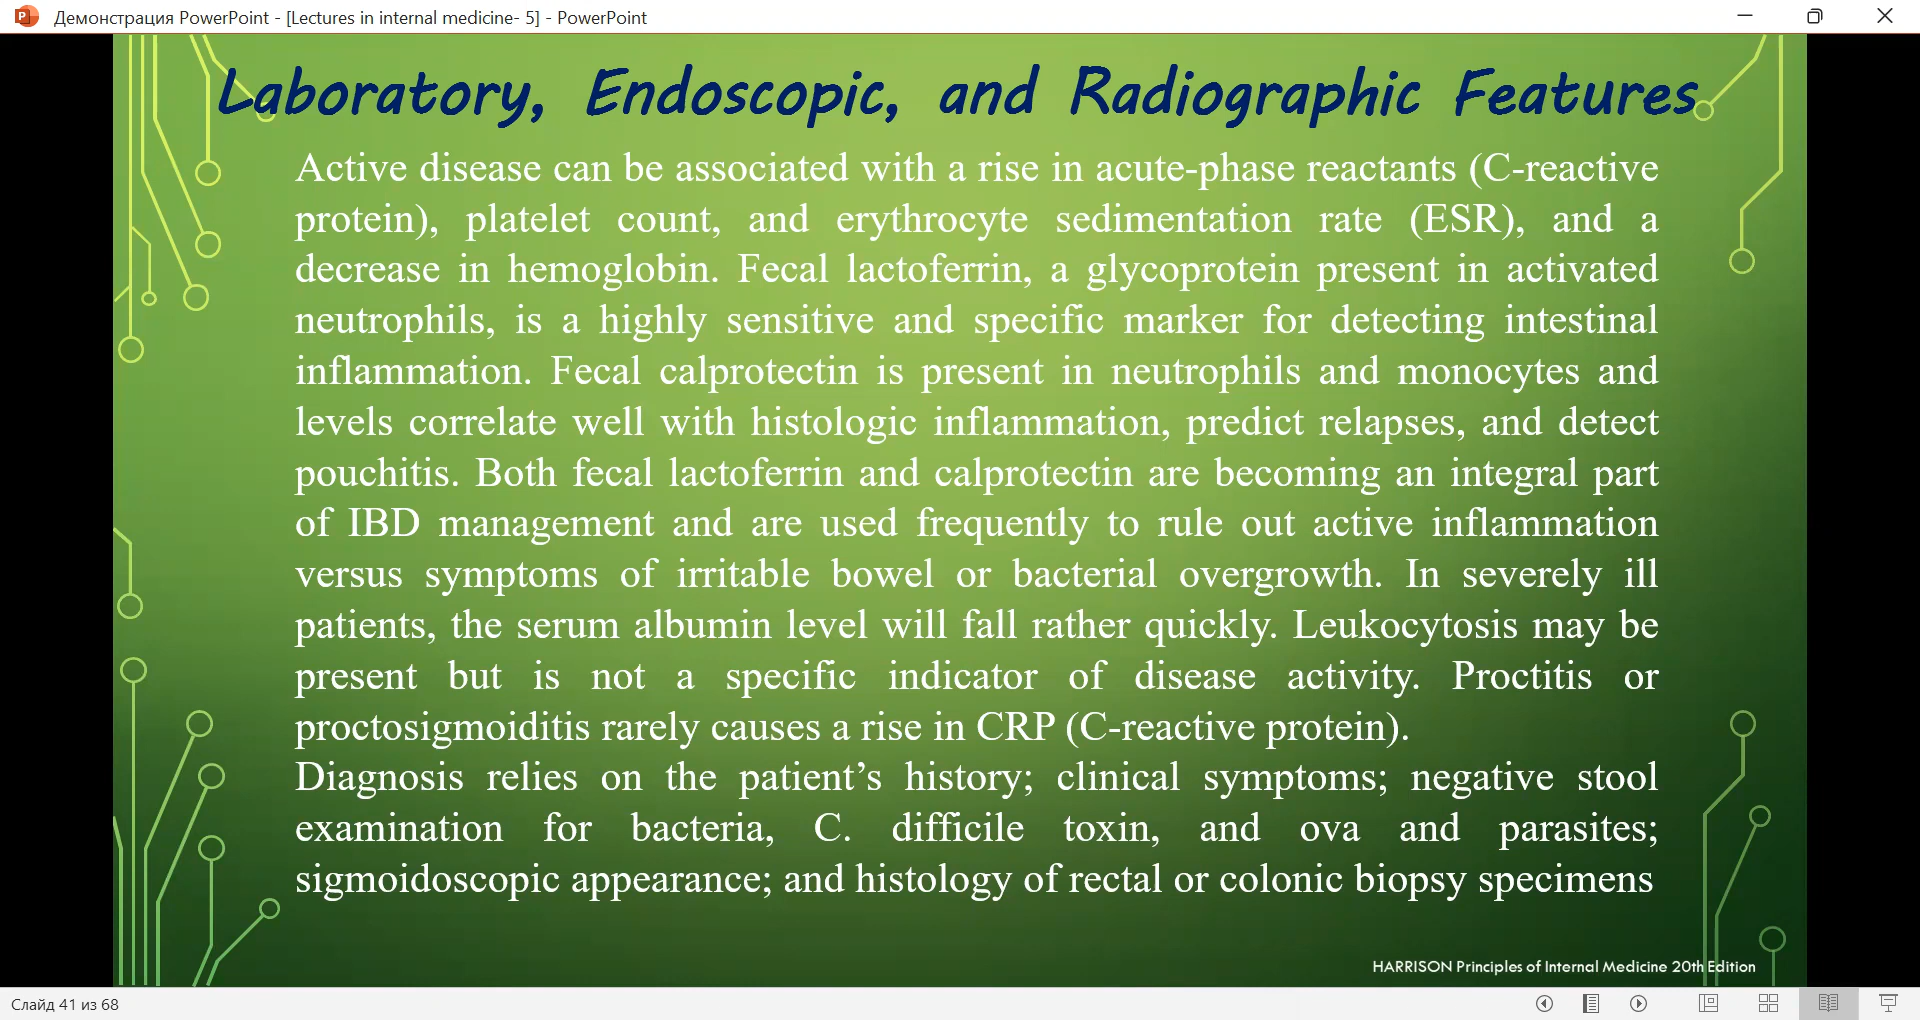 Демонстрация PowerPoint - [Lectures in internal medicine- 5] - PowerPoint
Laboratory, Endoscopic, and Radiographic Features
Active disease can be associated with a rise in acute-phase reactants (C-reactive
protein), platelet count, and erythrocyte sedimentation rate (ESR), and a
decrease in hemoglobin. Fecal lactoferrin, a glycoprotein present in activated
neutrophils, is a highly sensitive and specific marker for detecting intestinal
inflammation. Fecal calprotectin is present in neutrophils and monocytes and
levels correlate well with histologic inflammation, predict relapses, and detect
pouchitis. Both fecal lactoferrin and calprotectin are becoming an integral part
of IBD management and are used frequently to rule out active inflammation
versus symptoms of irritable bowel or bacterial overgrowth. In severely ill
patients, the serum albumin level will fall rather quickly. Leukocytosis may be
present but is not a specific indicator of disease activity. Proctitis or
proctosigmoiditis rarely causes a rise in CRP (C-reactive protein).
Diagnosis relies on the patient’s history; clinical symptoms; negative stool
examination for bacteria, C. difficile toxin, and ova and parasites;
sigmoidoscopic appearance; and histology of rectal or colonic biopsy specimens
HARRISON Principles of Internal Medicine 20th Edition
Слайд 41 из 68